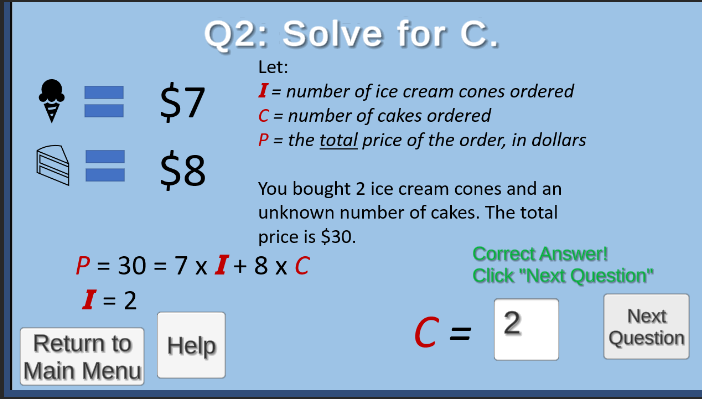 Q2: Solve for C.
= $7
= $8
Let:
I = number of ice cream cones ordered
C = number of cakes ordered
P = the total price of the order, in dollars
You bought 2 ice cream cones and an
unknown number of cakes. The total
price is $30.
P = 30 = 7 x I + 8 x C
I = 2
Correct Answer!
Click "Next Question"
C = 2
Return to
Main Menu
Help
Next
Question